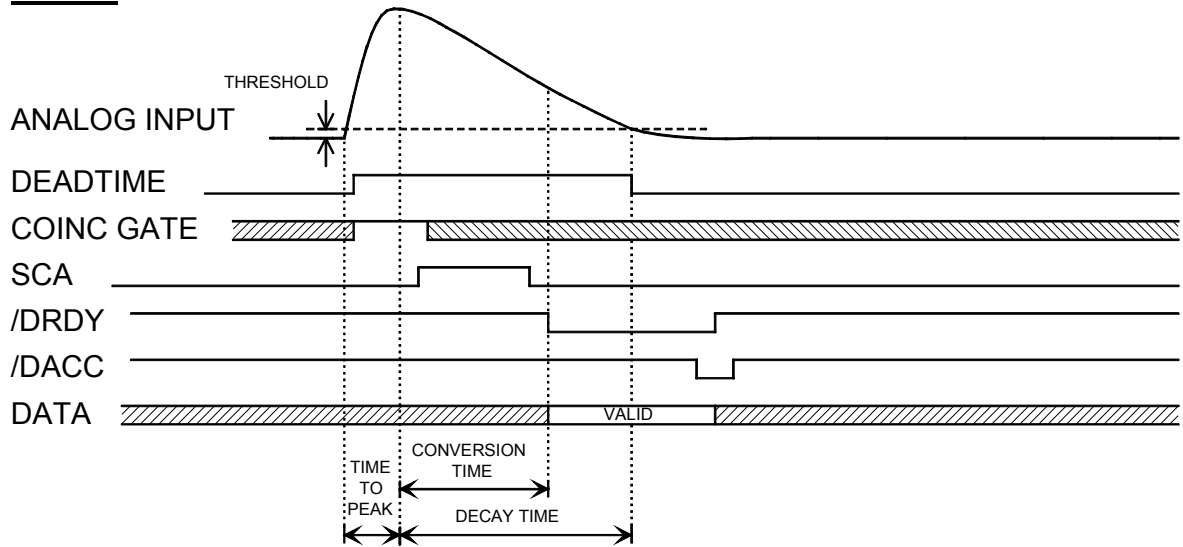 THRESHOLD
ANALOG INPUT
DEADTIME
COINC GATE
SCA
/DRDY
/DACC
DATA
VALID
TIME
TO
PEAK
CONVERSION
TIME
DECAY TIME